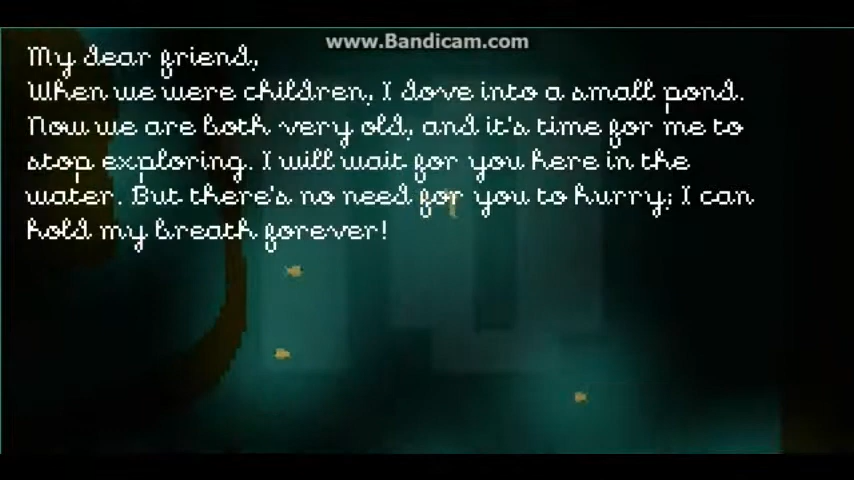 www.Bandicam.com
My dear friend,
When we were children, I dove into a small pond.
Now we are both very old, and it's time for me to
stop exploring. I will wait for you here in the
water. But there's no need for you to hurry; I can
hold my breath forever!